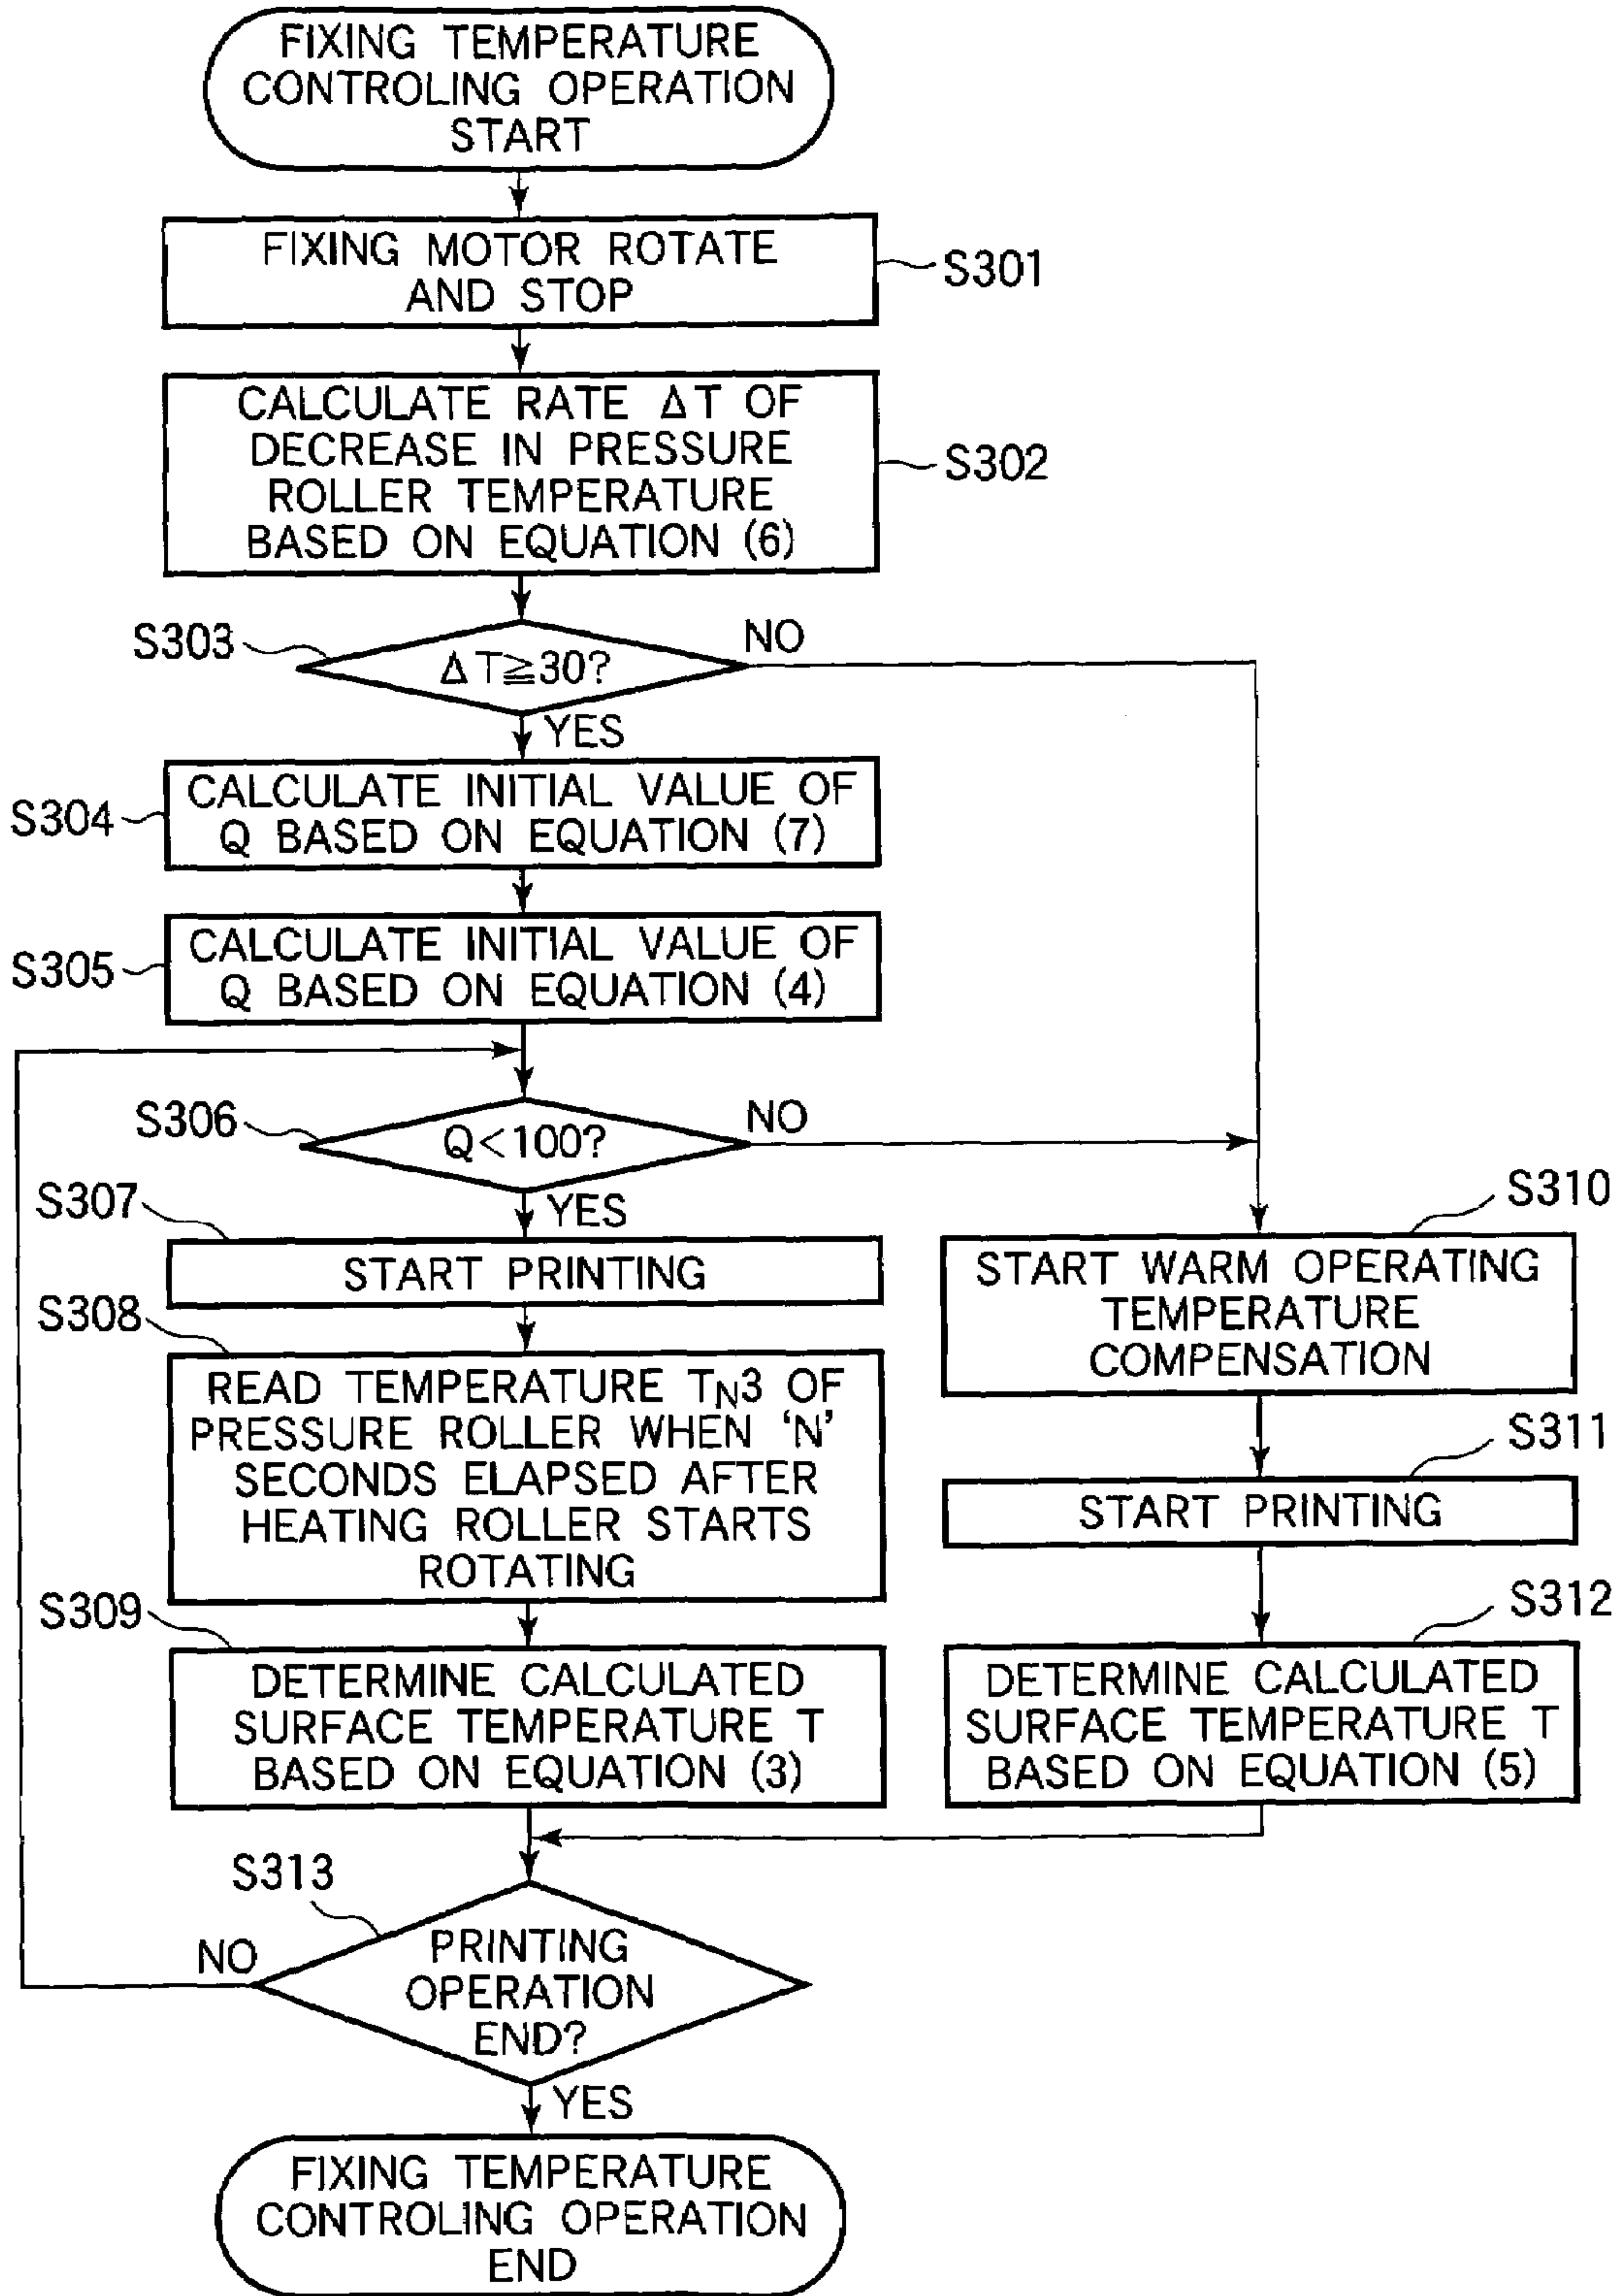 FIXING TEMPERATURE
CONTROLING OPERATION
START
FIXING MOTOR ROTATE
AND STOP
S301
CALCULATE RATE ΔT OF
DECREASE IN PRESSURE
ROLLER TEMPERATURE
BASED ON EQUATION (6)
S302
S303
ΔT≧30?
NO
YES
S304
CALCULATE INITIAL VALUE OF
Q BASED ON EQUATION (7)
S305
CALCULATE INITIAL VALUE OF
Q BASED ON EQUATION (4)
S306
Q<100?
NO
YES
S307
START PRINTING
S308
READ TEMPERATURE TN3 OF
PRESSURE ROLLER WHEN ‘N’
SECONDS ELAPSED AFTER
HEATING ROLLER STARTS
ROTATING
S309
DETERMINE CALCULATED
SURFACE TEMPERATURE T
BASED ON EQUATION (3)
S310
START WARM OPERATING
TEMPERATURE
COMPENSATION
S311
START PRINTING
S312
DETERMINE CALCULATED
SURFACE TEMPERATURE T
BASED ON EQUATION (5)
S313
NO
PRINTING
OPERATION
END?
YES
FIXING TEMPERATURE
CONTROLING OPERATION
END